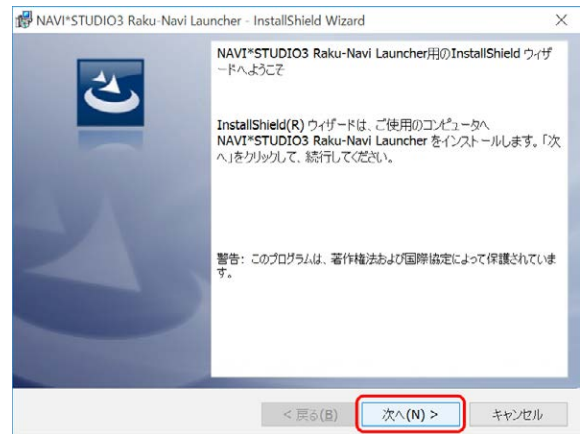 NAVI*STUDIO3 Raku-Navi Launcher - InstallShield Wizard
NAVI*STUDIO3 Raku-Navi Launcher用のInstallShield ウィザ
ードへようこそ
InstallShield(R) ウィザードは、ご使用のコンピュータへ
NAVI*STUDIO3 Raku-Navi Launcher をインストールします。「次
へ」をクリックして、続行してください。
警告: このプログラムは、著作権法および国際協定によって保護されていま
す。
< 戻る(B)
次へ(N) >
キャンセル